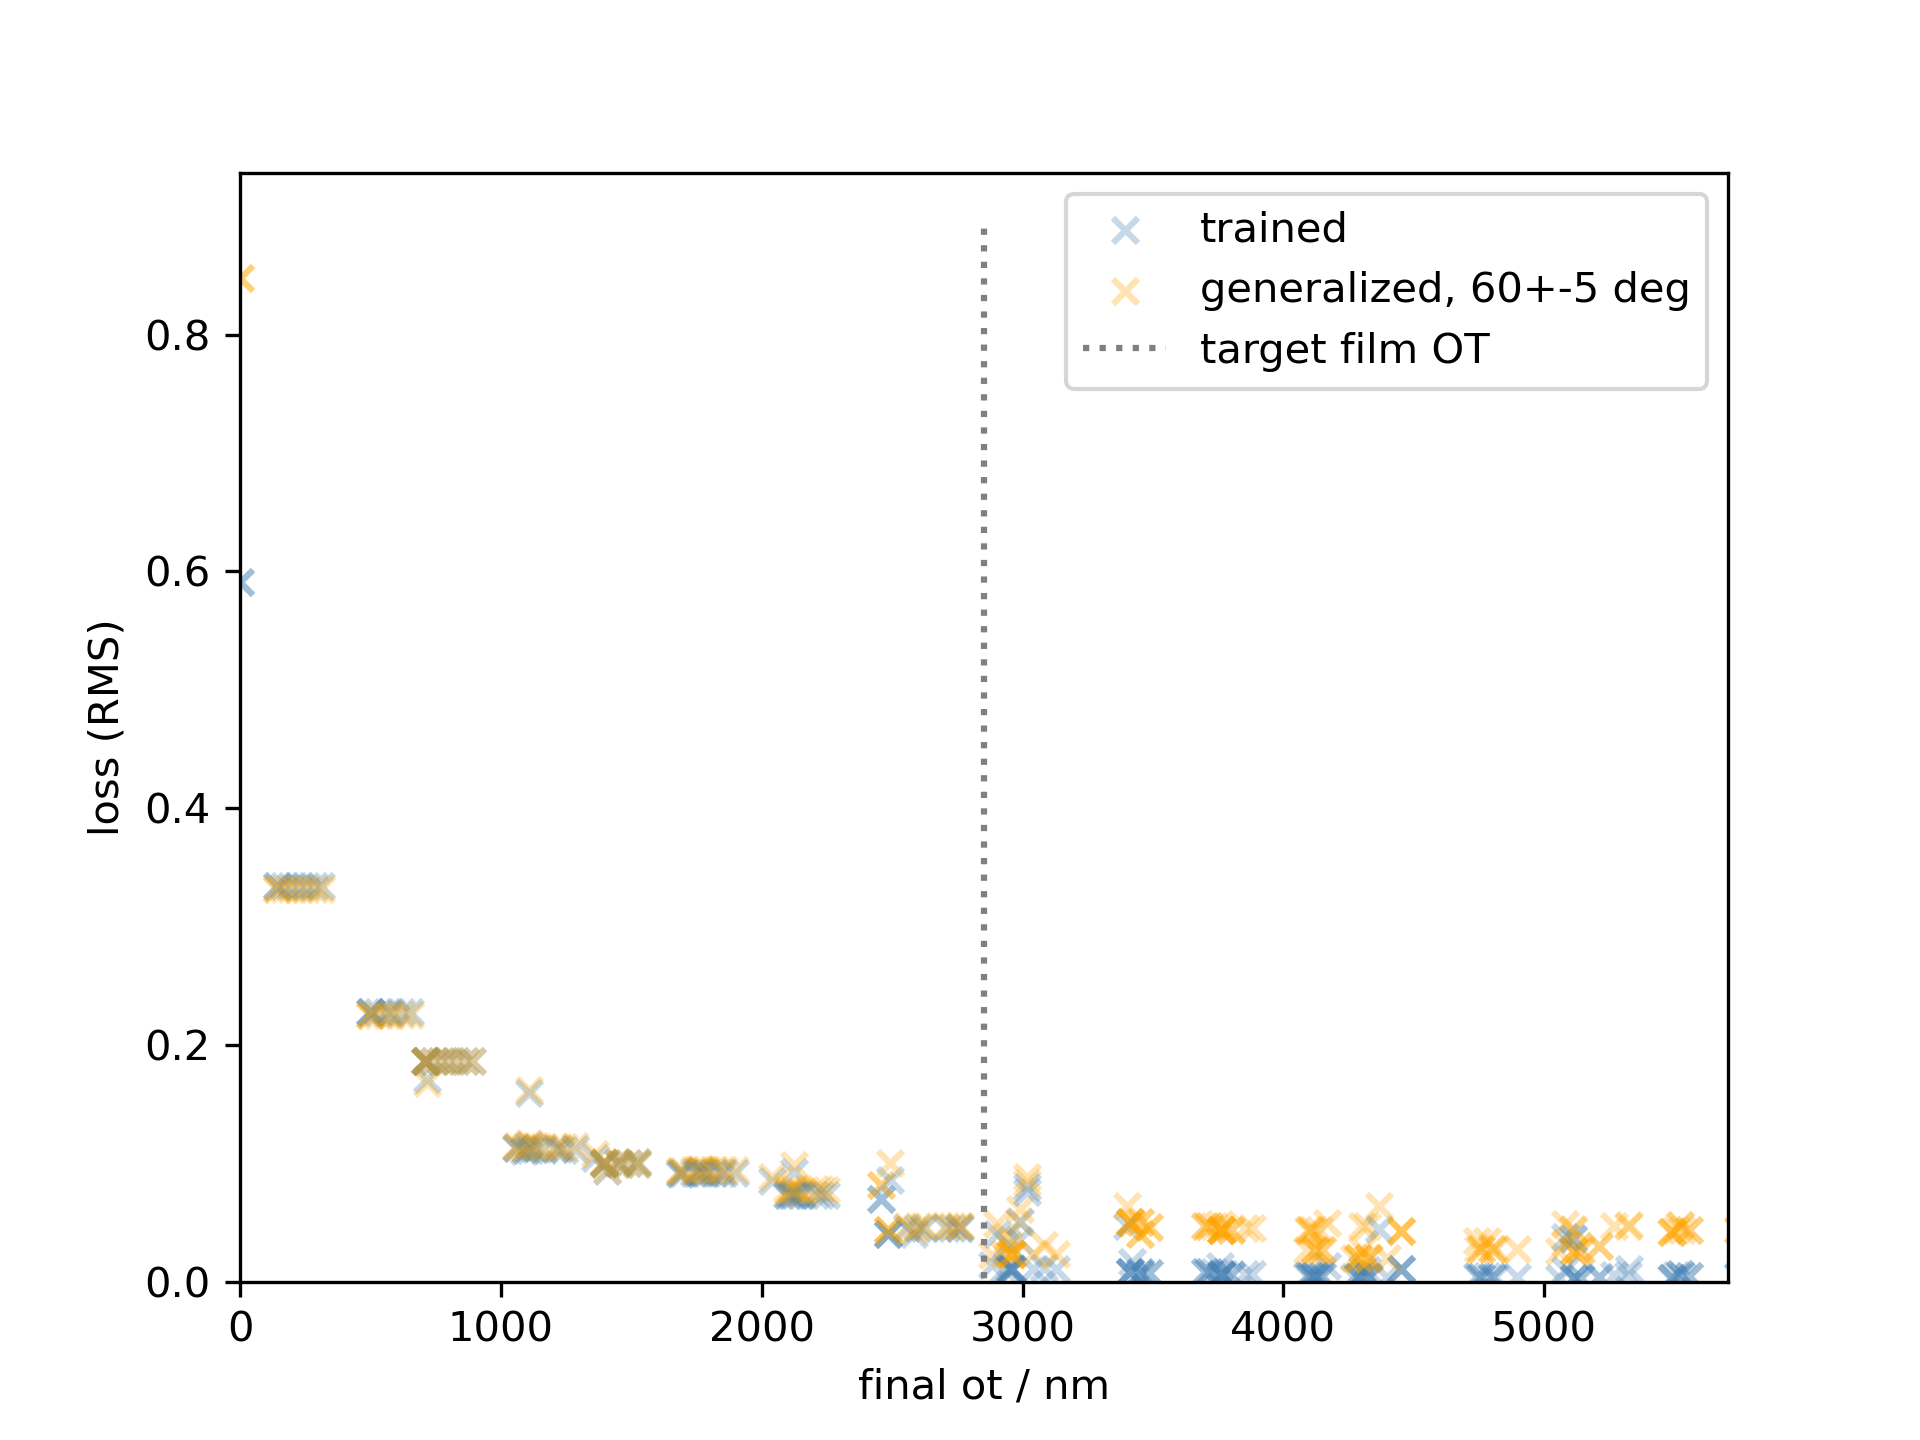 trained
generalized, 60+-5 deg
target film OT
0.8
0.6
0.4
0.2
0.0
loss (RMS)
0
1000
2000
3000
4000
5000
final ot / nm